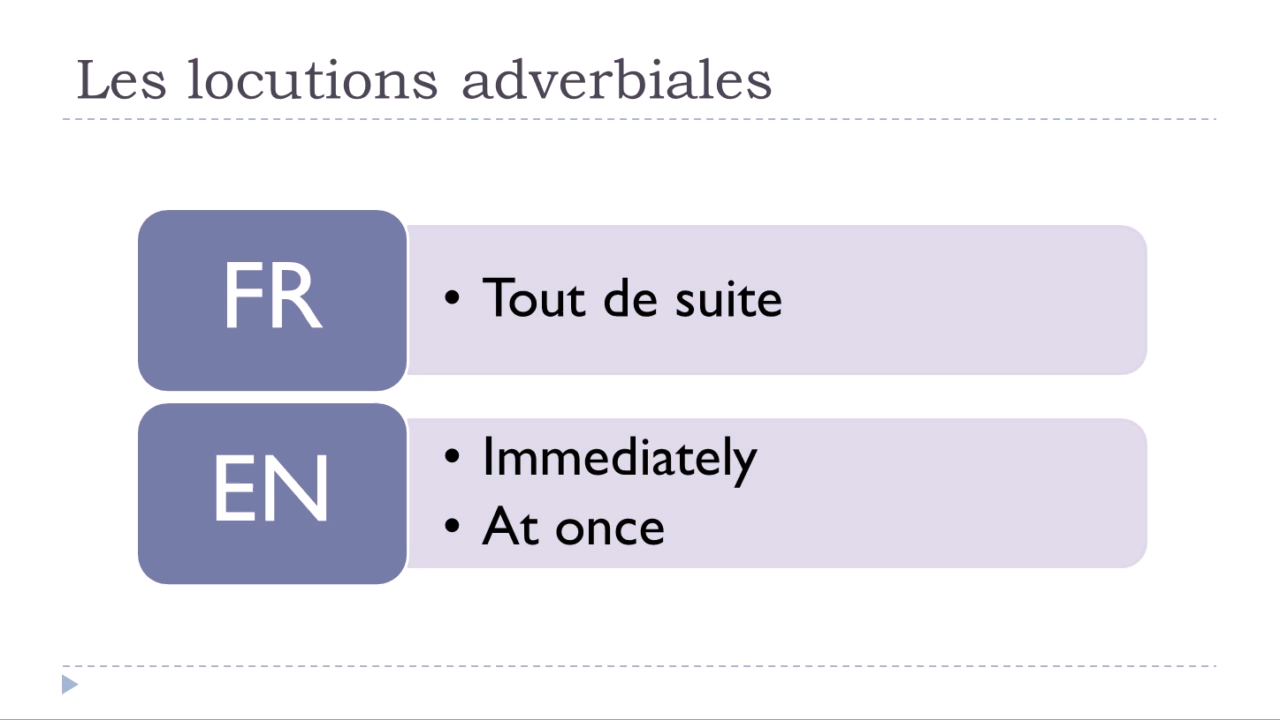 Les locutions adverbiales
FR
• Tout de suite
EN
• Immediately
• At once